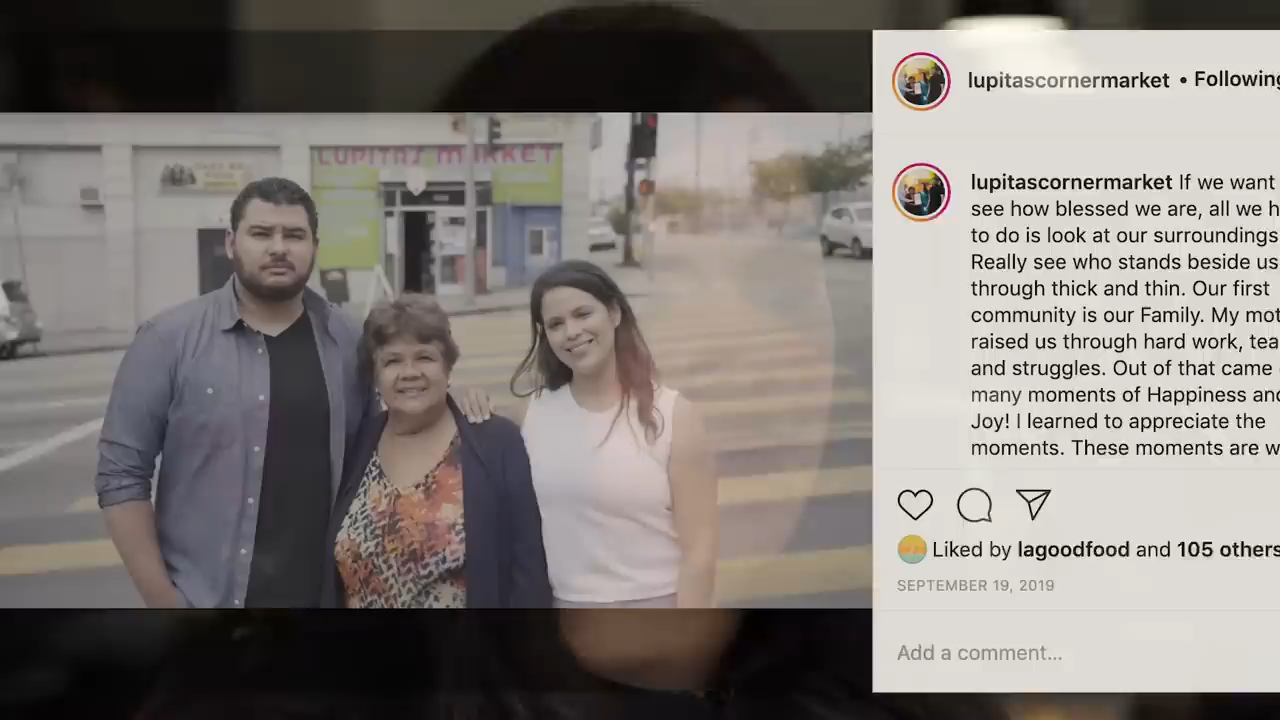 LUPITA'S MARKET
lupitascornermarket • Following
lupitascornermarket If we want
see how blessed we are, all we h
to do is look at our surroundings
Really see who stands beside us
through thick and thin. Our first
community is our Family. My mot
raised us through hard work, tea
and struggles. Out of that came
many moments of Happiness and
Joy! I learned to appreciate the
moments. These moments are w
Liked by lagoodfood and 105 others
SEPTEMBER 19, 2019
Add a comment...